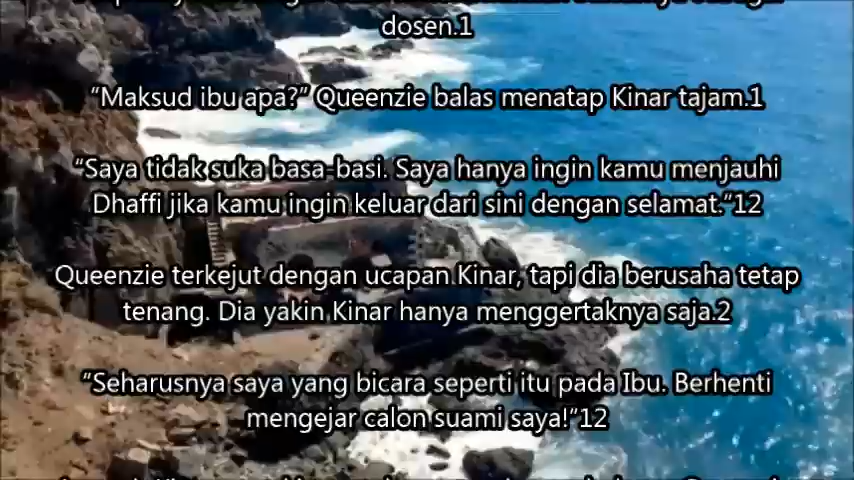 dosen.1
“Maksud ibu apa?” Queenzie balas menatap Kinar tajam.1
“Saya tidak suka basa-basi. Saya hanya ingin kamu menjauhi
Dhaffi jika kamu ingin keluar dari sini dengan selamat.”12
Queenzie terkejut dengan ucapan Kinar, tapi dia berusaha tetap
tenang. Dia yakin Kinar hanya menggertaknya saja.2
“Seharusnya saya yang bicara seperti itu pada Ibu. Berhenti
mengejar calon suami saya!”12